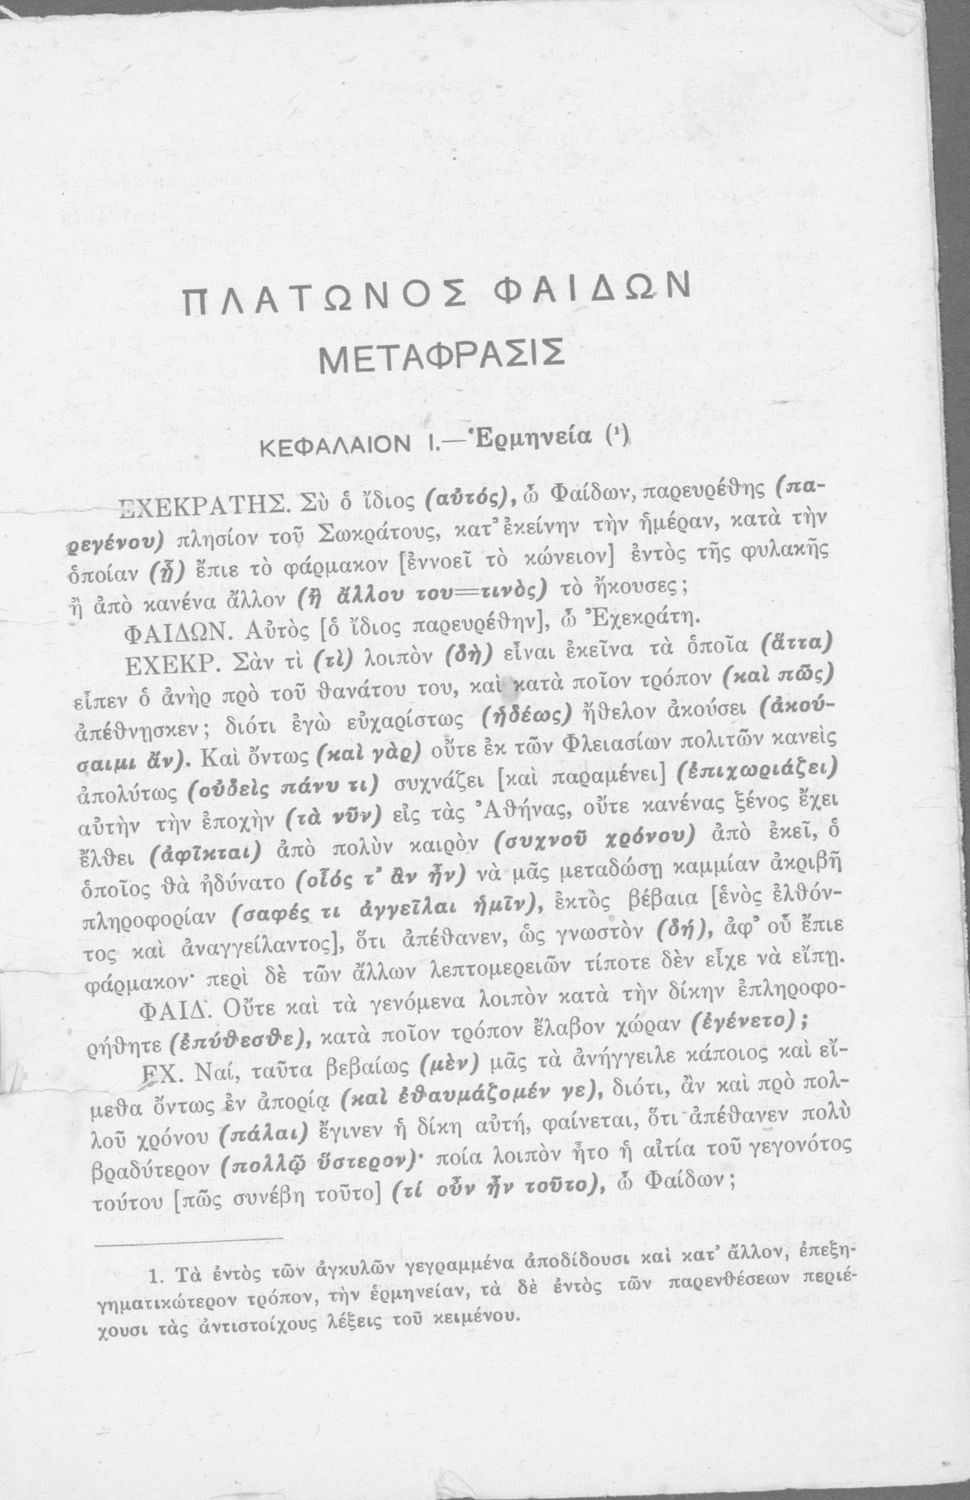 ΠΛΑΤΩΝΟΣ ΦΑΙΔΩΝ
ΜΕΤΑΦΡΑΣΙΣ
ΚΕΦΑΛΑΙΟΝ Ι.—Ἑρμηνεία (¹)
ΕΧΕΚΡΑΤΗΣ. Σὺ ὁ ἴδιος (αὐτός), ὦ Φαίδων, παρευρέθης (πα-
ρεγένου) πλησίον τοῦ Σωκράτους, κατ᾽ ἐκείνην τὴν ἡμέραν, κατὰ τὴν
ὁποίαν (ᾗ) ἔπιε τὸ φάρμακον [ἐννοεῖ τὸ κώνειον] ἐντὸς τῆς φυλακῆς
ἢ ἀπὸ κανένα ἄλλον (ἢ ἄλλου του=τινὸς) τὸ ἤκουσες;
ΦΑΙΔΩΝ. Αὐτὸς [ὁ ἴδιος παρευρέθην], ὦ Ἐχεκράτη.
ΕΧΕΚΡ. Σὰν τὶ (τὶ) λοιπὸν (δὴ) εἶναι ἐκεῖνα τὰ ὁποῖα (ἅττα)
εἶπεν ὁ ἀνὴρ πρὸ τοῦ θανάτου του, καὶ κατὰ ποῖον τρόπον (καὶ πῶς)
ἀπέθνησκεν; διότι ἐγὼ εὐχαρίστως (ἡδέως) ἤθελον ἀκούσει (ἀκού-
σαιμι ἄν). Καὶ ὄντως (καὶ γὰρ) οὔτε ἐκ τῶν Φλειασίων πολιτῶν κανεὶς
ἀπολύτως (οὐδεὶς πάνυ τι) συχνάζει [καὶ παραμένει] (ἐπιχωριάζει)
αὐτὴν τὴν ἐποχὴν (τὰ νῦν) εἰς τὰς Ἀθήνας, οὔτε κανένας ξένος ἔχει
ἔλθει (ἀφῖκται) ἀπὸ πολὺν καιρὸν (συχνοῦ χρόνου) ἀπὸ ἐκεῖ, ὁ
ὁποῖος θὰ ἠδύνατο (οἷός τ᾽ ἂν ἦν) νὰ μᾶς μεταδώσῃ καμμίαν ἀκριβῆ
πληροφορίαν (σαφές τι ἀγγεῖλαι ἡμῖν), ἐκτὸς βέβαια [ἑνὸς ἐλθόν-
τος καὶ ἀναγγείλαντος], ὅτι ἀπέθανεν, ὡς γνωστὸν (δή), ἀφ᾽ οὗ ἔπιε
φάρμακον· περὶ δὲ τῶν ἄλλων λεπτομερειῶν τίποτε δὲν εἶχε νὰ εἴπῃ.
ΦΑΙΔ. Οὔτε καὶ τὰ γενόμενα λοιπὸν κατὰ τὴν δίκην ἐπληροφο-
ρήθητε (ἐπύθεσθε), κατὰ ποῖον τρόπον ἔλαβον χώραν (ἐγένετο);
ΕΧ. Ναί, ταῦτα βεβαίως (μὲν) μᾶς τὰ ἀνήγγειλε κάποιος καὶ εἴ-
μεθα ὄντως ἐν ἀπορίᾳ (καὶ ἐθαυμάζομέν γε), διότι, ἂν καὶ πρὸ πολ-
λοῦ χρόνου (πάλαι) ἔγινεν ἡ δίκη αὐτή, φαίνεται, ὅτι ἀπέθανεν πολὺ
βραδύτερον (πολλῷ ὕστερον)· ποία λοιπὸν ἦτο ἡ αἰτία τοῦ γεγονότος
τούτου [πῶς συνέβη τοῦτο] (τί οὖν ἦν τοῦτο), ὦ Φαίδων;
1. Τὰ ἐντὸς τῶν ἀγκυλῶν γεγραμμένα ἀποδίδουσι καὶ κατ᾽ ἄλλον, ἐπεξη-
γηματικώτερον τρόπον, τὴν ἑρμηνείαν, τὰ δὲ ἐντὸς τῶν παρενθέσεων περιέ-
χουσι τὰς ἀντιστοίχους λέξεις τοῦ κειμένου.